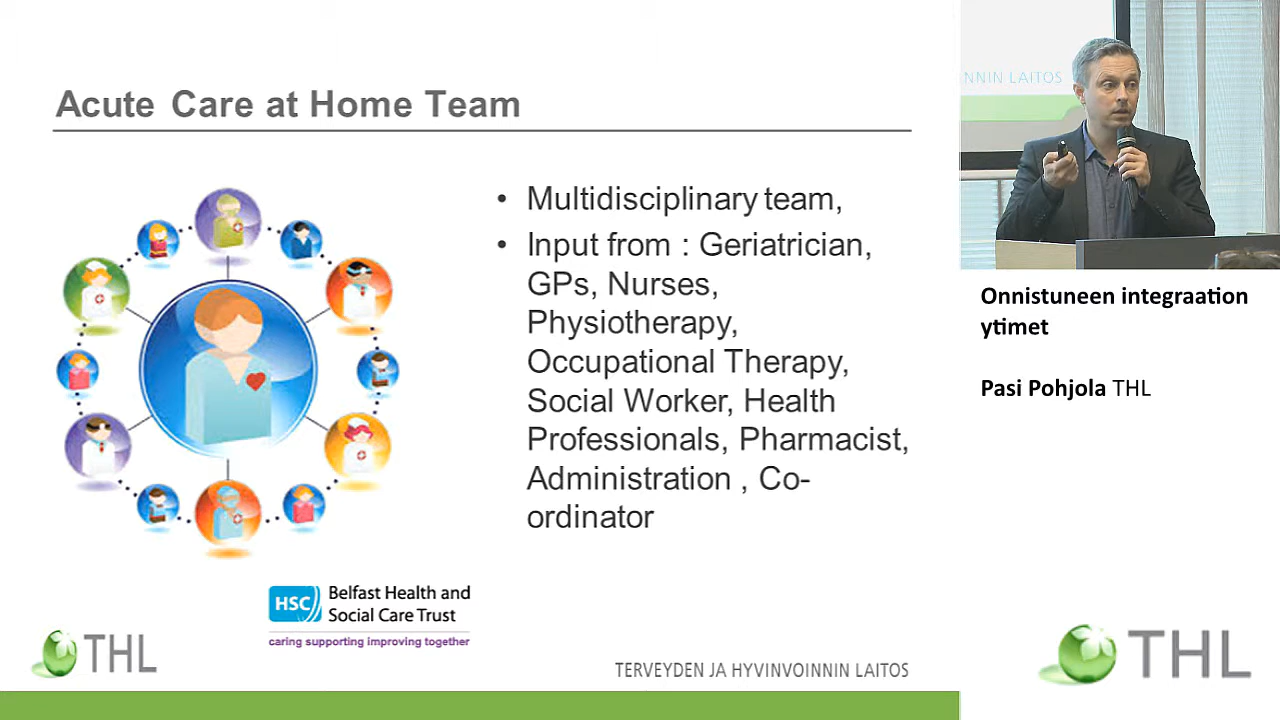 Acute Care at Home Team
• Multidisciplinary team,
• Input from : Geriatrician,
GPs, Nurses,
Physiotherapy,
Occupational Therapy,
Social Worker, Health
Professionals, Pharmacist,
Administration , Co-
ordinator
HSC
Belfast Health and
Social Care Trust
caring supporting improving together
THL
TERVEYDEN JA HYVINVOINNIN LAITOS
NNIN LAITOS
Onnistuneen integraation
ytimet
Pasi Pohjola THL
THL